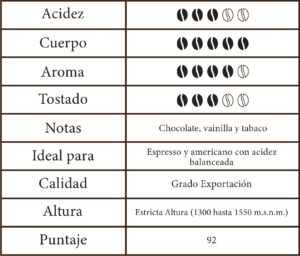 Acidez
Cuerpo
Aroma
Tostado
Notas
Chocolate, vainilla y tabaco
Ideal para
Espresso y americano con acidez
balanceada
Calidad
Grado Exportación
Altura
Estricta Altura (1300 hasta 1550 m.s.n.m.)
Puntaje
92